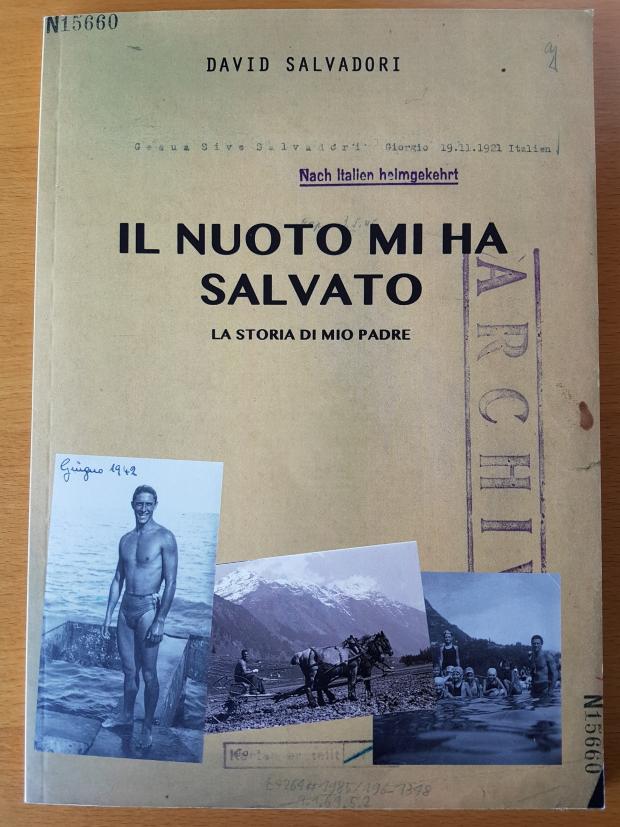 N15660
DAVID SALVADORI
Geaua Sive Salvadori Giorgio 19.11.1921 Italien
Nach Italien heimgekehrt
IL NUOTO MI HA
SALVATO
LA STORIA DI MIO PADRE
ARCHIV
Giugno 1942
N15660